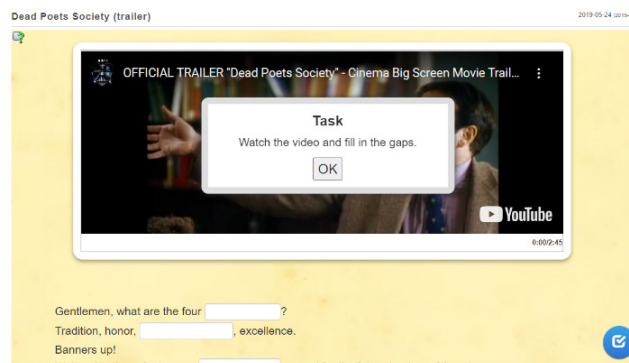 Dead Poets Society (trailer)
2019-05-24
OFFICIAL TRAILER "Dead Poets Society" - Cinema Big Screen Movie Trail...
Task
Watch the video and fill in the gaps.
OK
YouTube
0:00/2:45
Gentlemen, what are the four ?
Tradition, honor, , excellence.
Banners up!